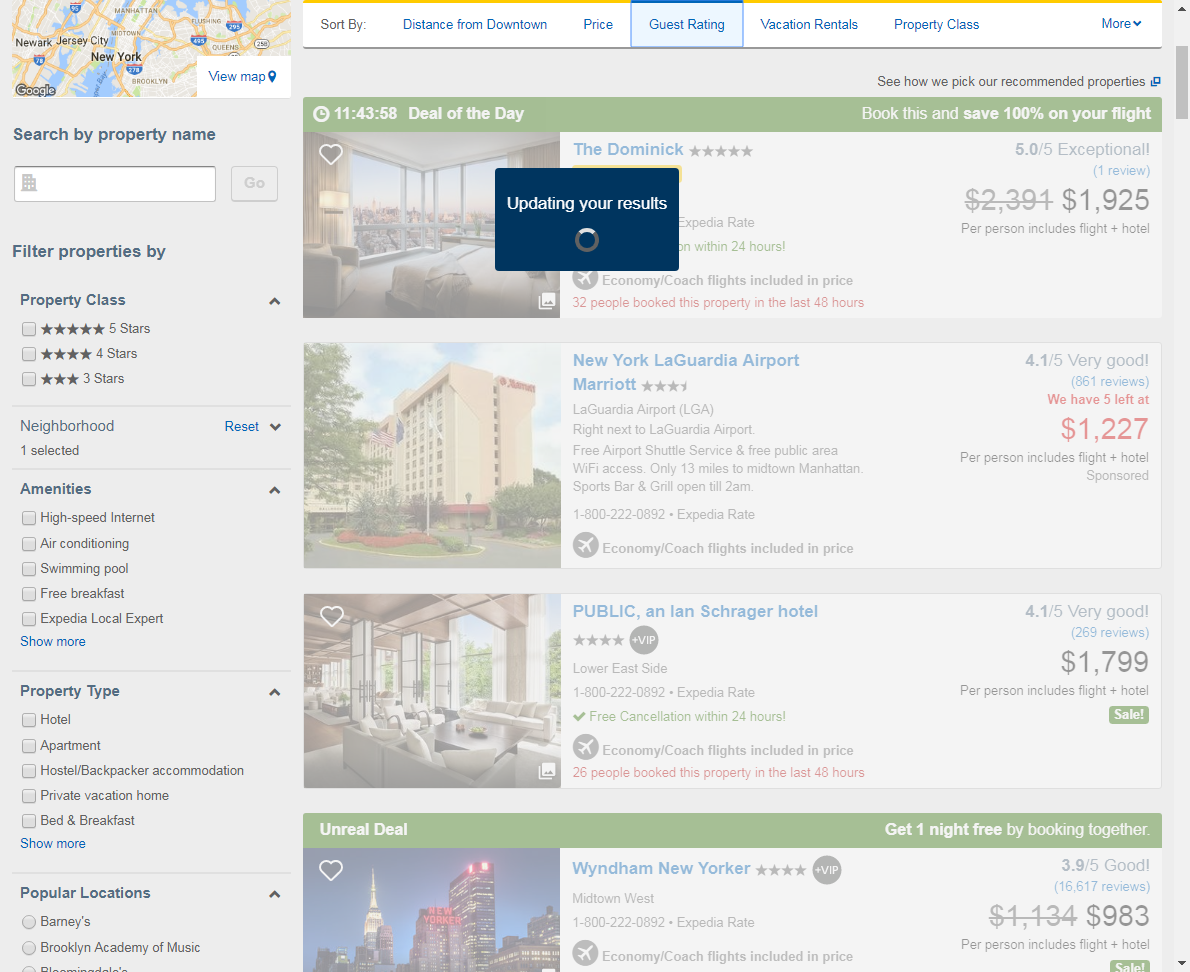 MANHATTAN
FLUSHING
95
295
Newark
Jersey City
MIDTOWN
495
QUEENS
258
78
New York
278
BROOKLYN
Google
View map
Search by property name
Go
Filter properties by
Property Class
★★★★★ 5 Stars
★★★★ 4 Stars
★★★ 3 Stars
Neighborhood
Reset
1 selected
Amenities
High-speed Internet
Air conditioning
Swimming pool
Free breakfast
Expedia Local Expert
Show more
Property Type
Hotel
Apartment
Hostel/Backpacker accommodation
Private vacation home
Bed & Breakfast
Show more
Popular Locations
Barney's
Brooklyn Academy of Music
Bloomingdale's
Sort By:
Distance from Downtown
Price
Guest Rating
Vacation Rentals
Property Class
More
See how we pick our recommended properties
11:43:58 Deal of the Day
Book this and save 100% on your flight
The Dominick ★★★★★
5.0/5 Exceptional!
(1 review)
$2,391 $1,925
Per person includes flight + hotel
Updating your results
Expedia Rate
on within 24 hours!
Economy/Coach flights included in price
32 people booked this property in the last 48 hours
New York LaGuardia Airport
Marriott
LaGuardia Airport (LGA)
Right next to LaGuardia Airport.
Free Airport Shuttle Service & free public area
WiFi access. Only 13 miles to midtown Manhattan.
Sports Bar & Grill open till 2am.
1-800-222-0892 • Expedia Rate
Economy/Coach flights included in price
4.1/5 Very good!
(861 reviews)
We have 5 left at
$1,227
Per person includes flight + hotel
Sponsored
Marriott
PUBLIC, an Ian Schrager hotel
★★★★ +VIP
Lower East Side
1-800-222-0892 • Expedia Rate
Free Cancellation within 24 hours!
Economy/Coach flights included in price
26 people booked this property in the last 48 hours
4.1/5 Very good!
(269 reviews)
$1,799
Per person includes flight + hotel
Sale!
Unreal Deal
Get 1 night free by booking together.
Wyndham New Yorker ★★★★ +VIP
Midtown West
1-800-222-0892 • Expedia Rate
Economy/Coach flights included in price
3.9/5 Good!
(16,617 reviews)
$1,134 $983
Per person includes flight + hotel
Sale!
NEW
YORKER